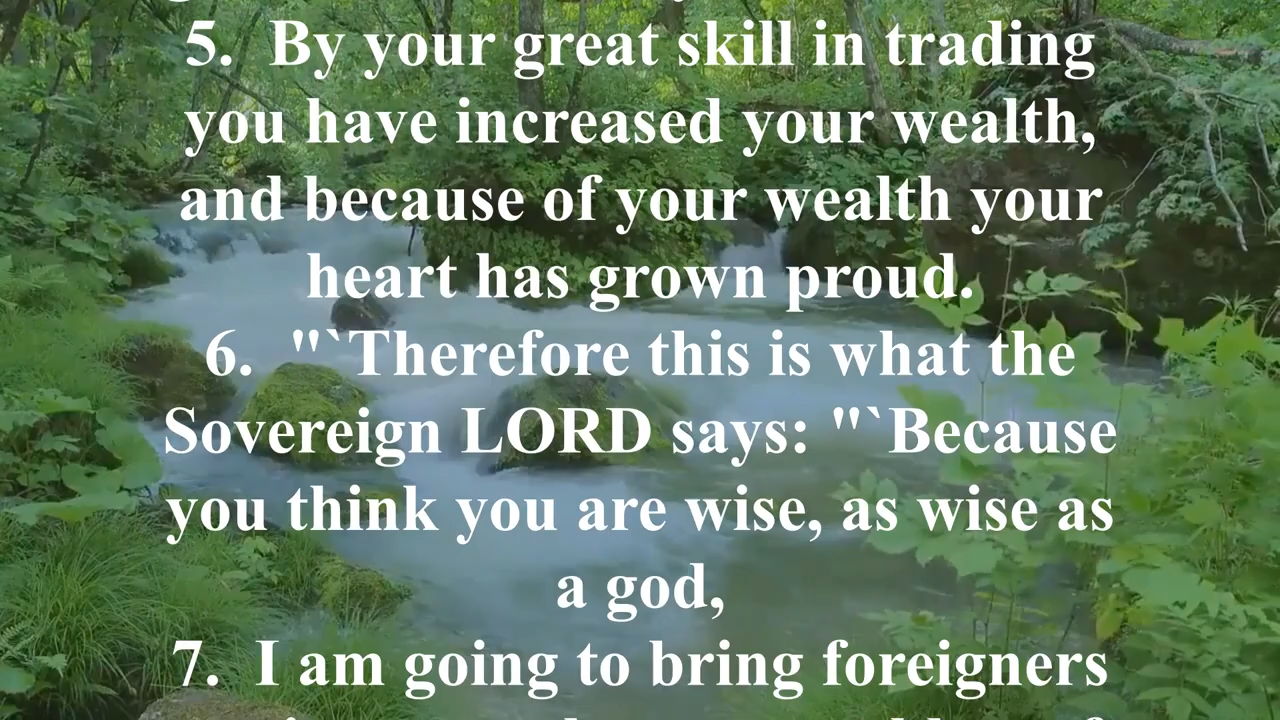 5. By your great skill in trading
you have increased your wealth,
and because of your wealth your
heart has grown proud.
6. "`Therefore this is what the
Sovereign LORD says: "`Because
you think you are wise, as wise as
a god,
7. I am going to bring foreigners